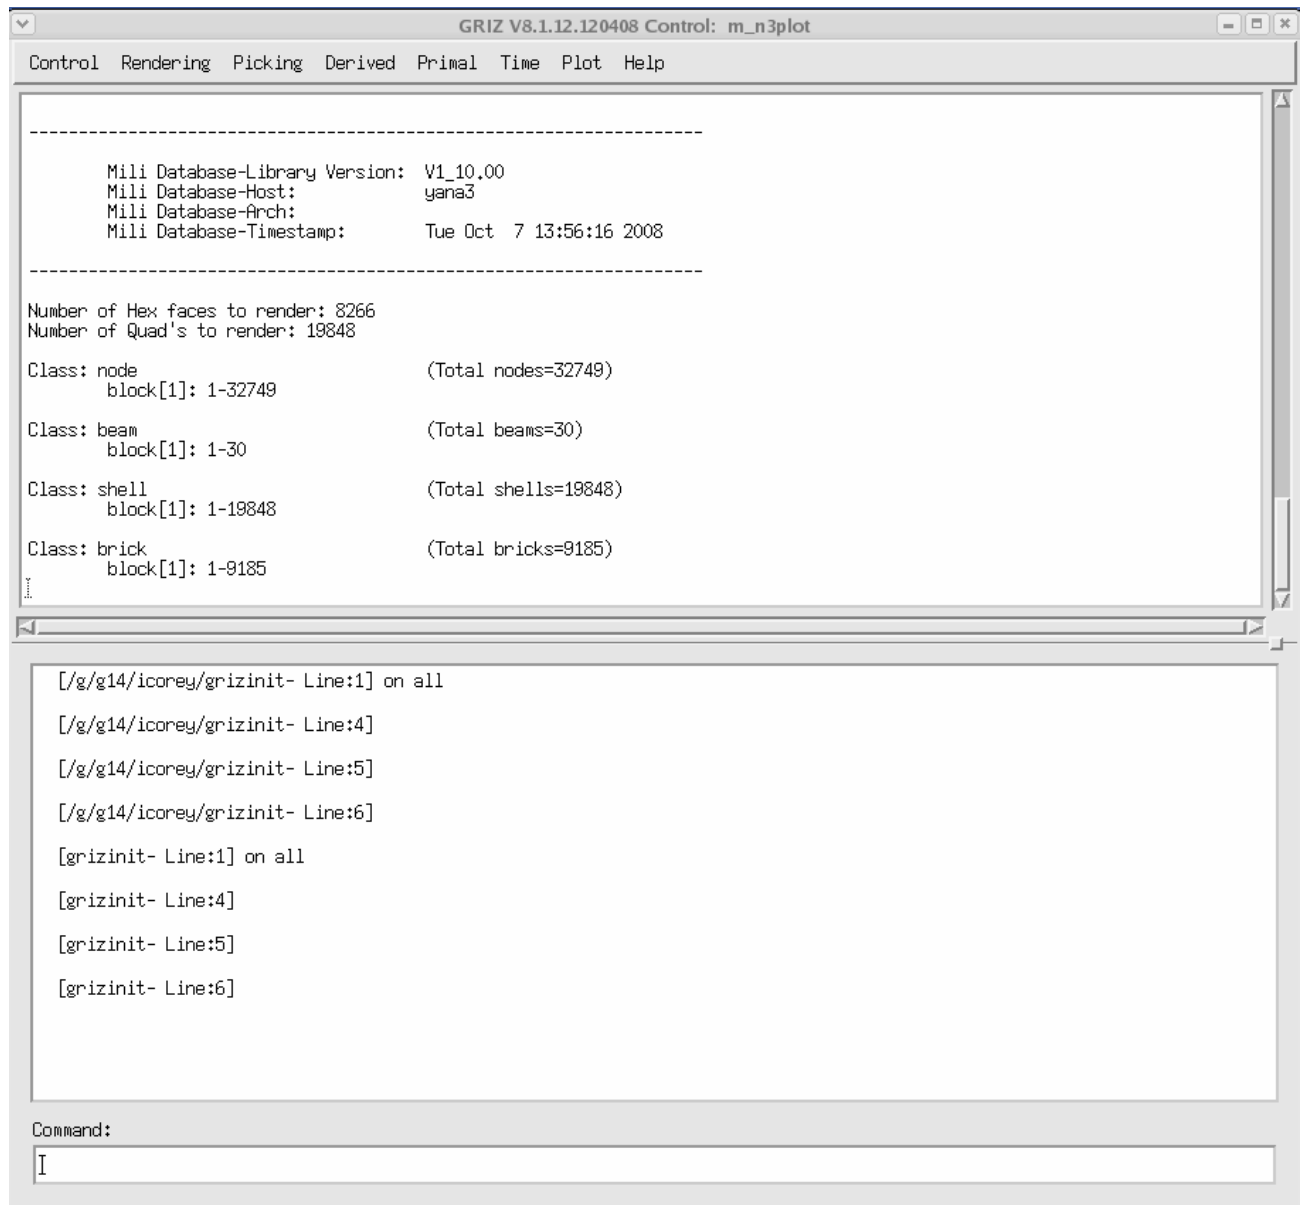 GRIZ V8.1.12.120408 Control: m_n3plot
Control Rendering Picking Derived Primal Time Plot Help
----------------------------------------------------------------------
Mili Database-Library Version: V1_10.00
Mili Database-Host: yana3
Mili Database-Arch:
Mili Database-Timestamp: Tue Oct 7 13:56:16 2008
----------------------------------------------------------------------
Number of Hex faces to render: 8266
Number of Quad's to render: 19848
Class: node (Total nodes=32749)
block[1]: 1-32749
Class: beam (Total beams=30)
block[1]: 1-30
Class: shell (Total shells=19848)
block[1]: 1-19848
Class: brick (Total bricks=9185)
block[1]: 1-9185
[/g/g14/icorey/grizinit- Line:1] on all
[/g/g14/icorey/grizinit- Line:4]
[/g/g14/icorey/grizinit- Line:5]
[/g/g14/icorey/grizinit- Line:6]
[grizinit- Line:1] on all
[grizinit- Line:4]
[grizinit- Line:5]
[grizinit- Line:6]
Command: